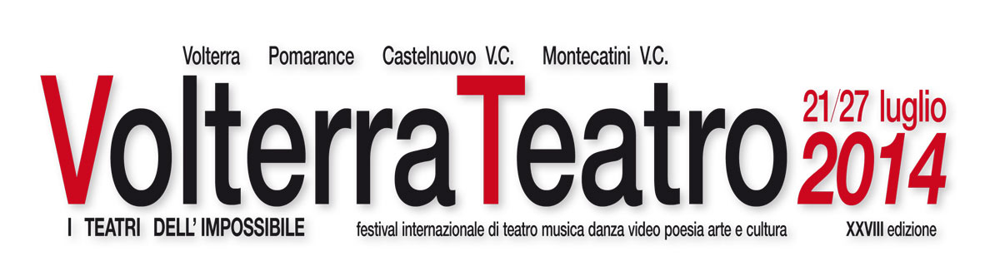 Volterra Pomarance Castelnuovo V.C. Montecatini V.C.
VolterraTeatro
21/27 luglio
2014
I TEATRI DELL'IMPOSSIBILE
festival internazionale di teatro musica danza video poesia arte e cultura
XXVIII edizione